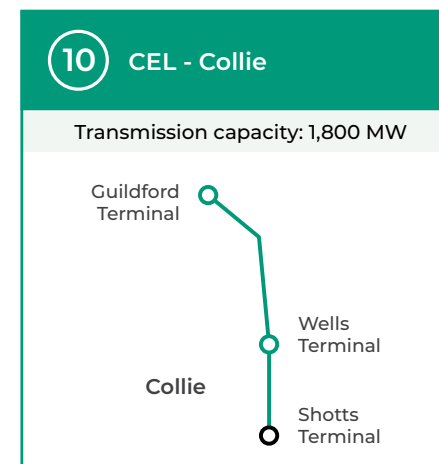 10 CEL - Collie
Transmission capacity: 1,800 MW
Guildford
Terminal
Wells
Terminal
Collie
Shotts
Terminal